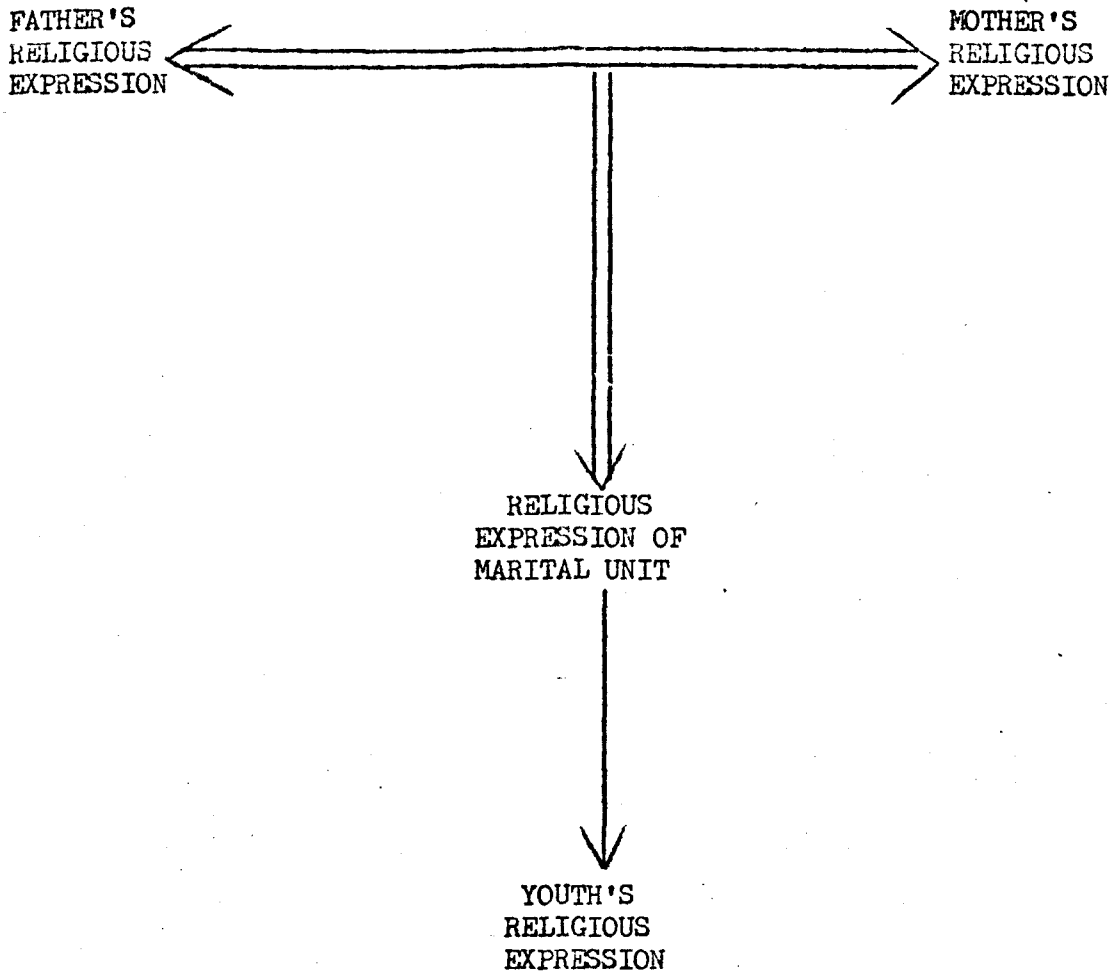 FATHER'S
RELIGIOUS
EXPRESSION
MOTHER'S
RELIGIOUS
EXPRESSION
RELIGIOUS
EXPRESSION OF
MARITAL UNIT
YOUTH'S
RELIGIOUS
EXPRESSION